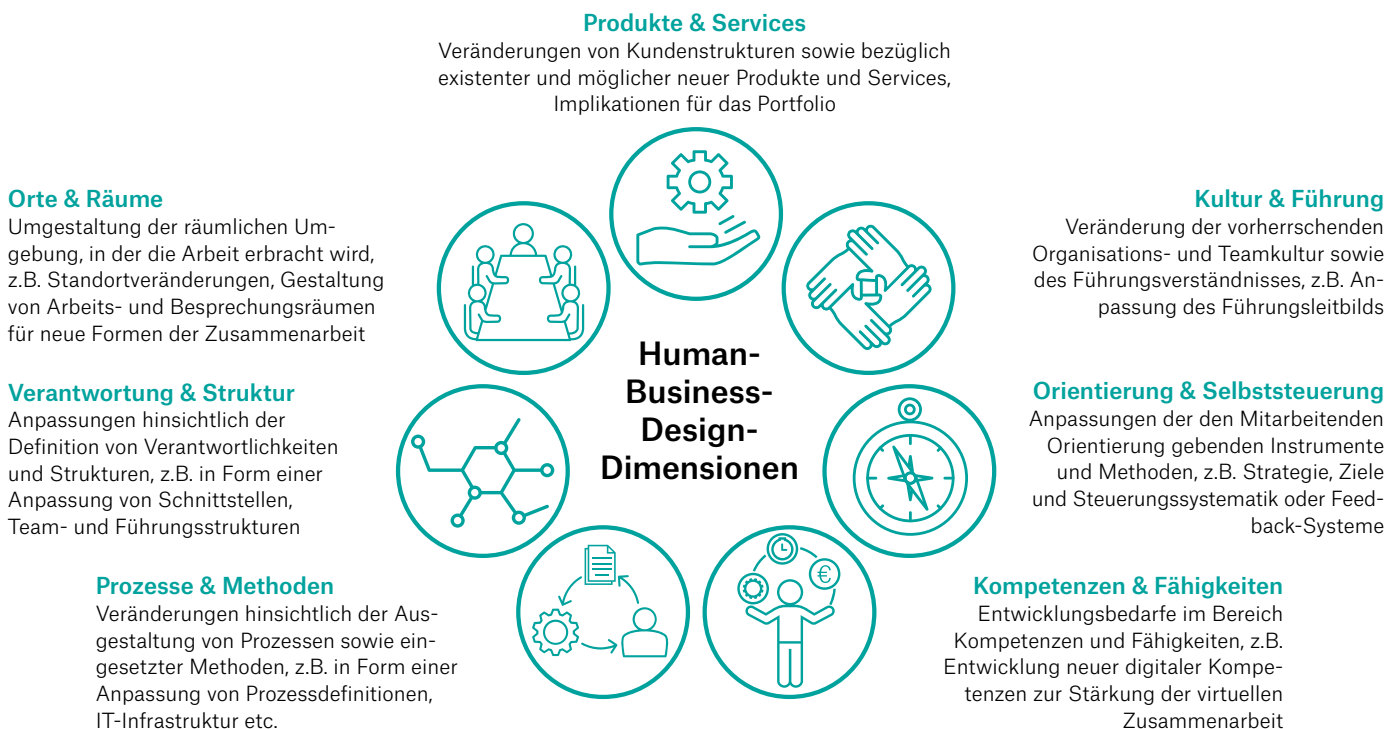 Produkte & Services
Veränderungen von Kundenstrukturen sowie bezüglich
existenter und möglicher neuer Produkte und Services,
Implikationen für das Portfolio
Orte & Räume
Umgestaltung der räumlichen Um-
gebung, in der die Arbeit erbracht wird,
z.B. Standortveränderungen, Gestaltung
von Arbeits- und Besprechungsräumen
für neue Formen der Zusammenarbeit
Kultur & Führung
Veränderung der vorherrschenden
Organisations- und Teamkultur sowie
des Führungsverständnisses, z.B. An-
passung des Führungsleitbilds
Human-
Business-
Design-
Dimensionen
Verantwortung & Struktur
Anpassungen hinsichtlich der
Definition von Verantwortlichkeiten
und Strukturen, z.B. in Form einer
Anpassung von Schnittstellen,
Team- und Führungsstrukturen
Orientierung & Selbststeuerung
Anpassungen der den Mitarbeitenden
Orientierung gebenden Instrumente
und Methoden, z.B. Strategie, Ziele
und Steuerungssystematik oder Feed-
back-Systeme
Prozesse & Methoden
Veränderungen hinsichtlich der Aus-
gestaltung von Prozessen sowie ein-
gesetzter Methoden, z.B. in Form einer
Anpassung von Prozessdefinitionen,
IT-Infrastruktur etc.
€
Kompetenzen & Fähigkeiten
Entwicklungsbedarfe im Bereich
Kompetenzen und Fähigkeiten, z.B.
Entwicklung neuer digitaler Kompe-
tenzen zur Stärkung der virtuellen
Zusammenarbeit